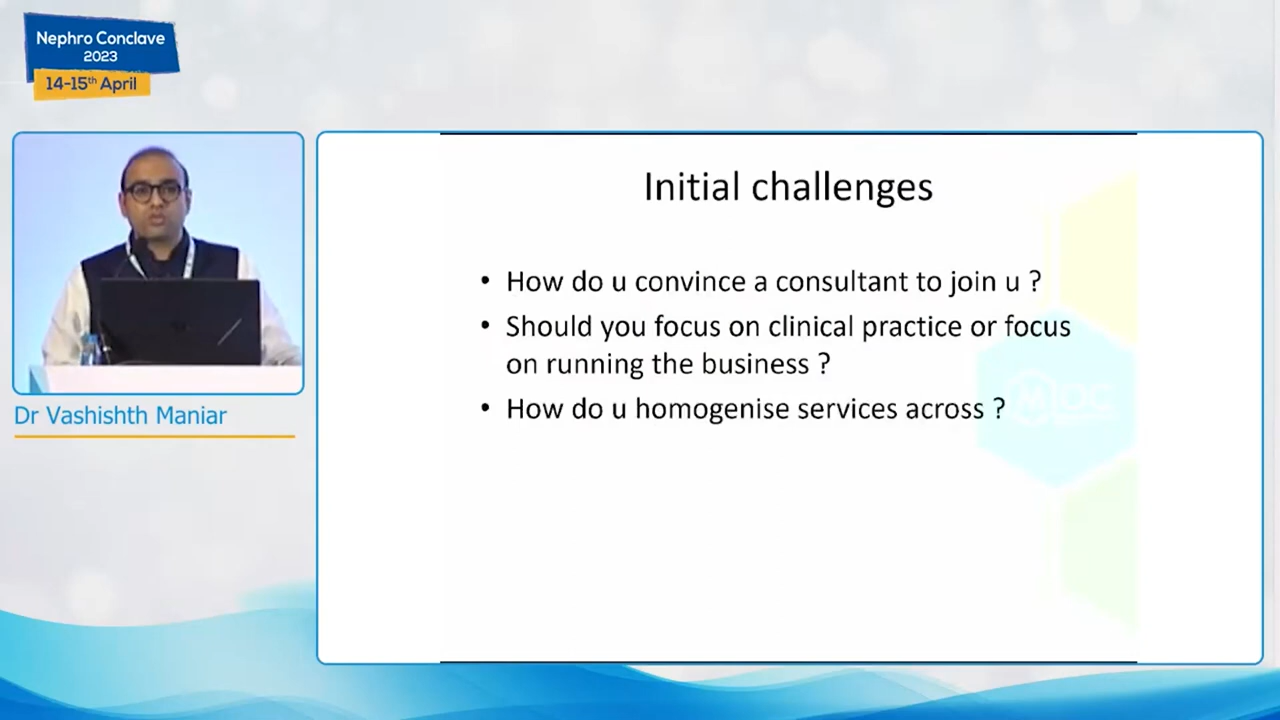 Nephro Conclave
2023
14-15th April
Dr Vashishth Maniar
Initial challenges
• How do u convince a consultant to join u ?
• Should you focus on clinical practice or focus
on running the business ?
• How do u homogenise services across ?
MOC